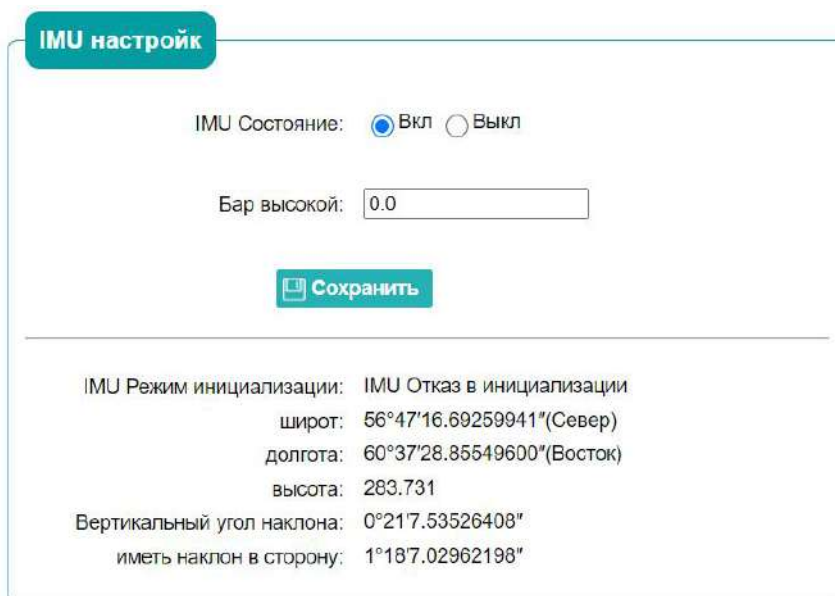 IMU настройк
IMU Состояние: Вкл Выкл
Бар высокой: 0.0
Сохранить
IMU Режим инициализации: IMU Отказ в инициализации
широт: 56°47'16.69259941"(Север)
долгота: 60°37'28.85549600"(Восток)
высота: 283.731
Вертикальный угол наклона: 0°21'7.53526408"
иметь наклон в сторону: 1°18'7.02962198"